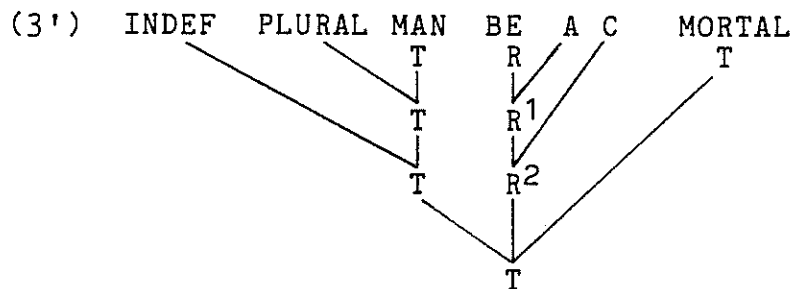 (3') INDEF PLURAL MAN BE A C MORTAL
T R T
T R1
T R2
T